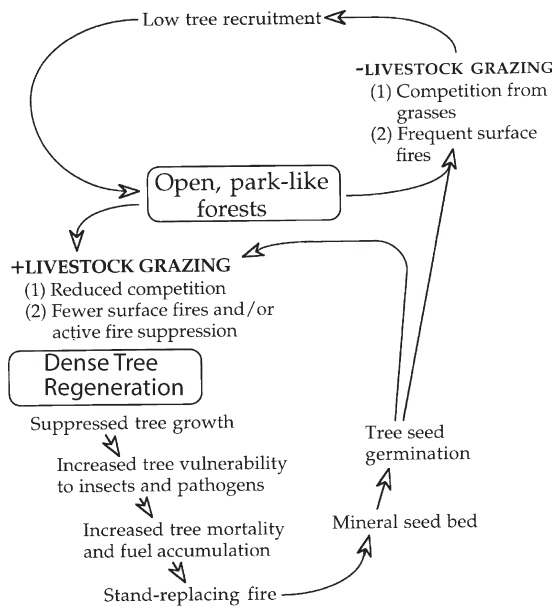 Low tree recruitment
-LIVESTOCK GRAZING
(1) Competition from
grasses
(2) Frequent surface
fires
Open, park-like
forests
+LIVESTOCK GRAZING
(1) Reduced competition
(2) Fewer surface fires and/or
active fire suppression
Dense Tree
Regeneration
Suppressed tree growth
Increased tree vulnerability
to insects and pathogens
Increased tree mortality
and fuel accumulation
Stand-replacing fire
Mineral seed bed
Tree seed
germination